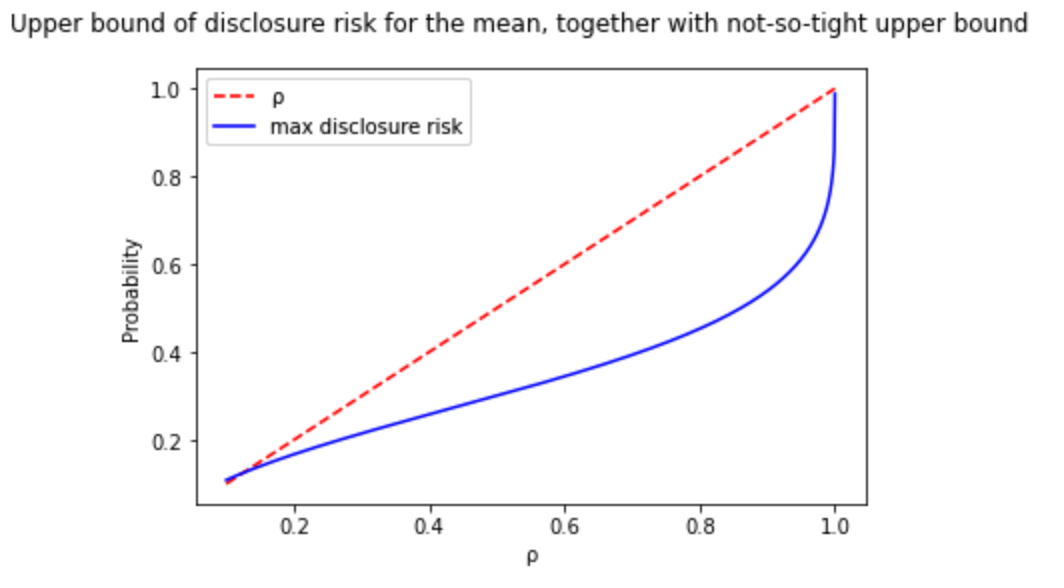 Upper bound of disclosure risk for the mean, together with not-so-tight upper bound
1.0
ρ
max disclosure risk
0.8
0.6
Probability
0.4
0.2
0.2 0.4 0.6 0.8 1.0
ρ